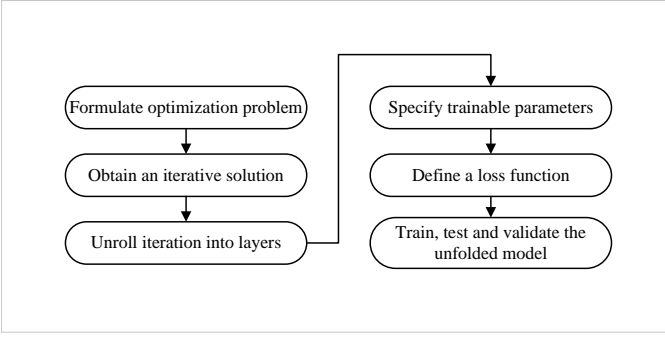 Formulate optimization problem
Obtain an iterative solution
Unroll iteration into layers
Specify trainable parameters
Define a loss function
Train, test and validate the
unfolded model